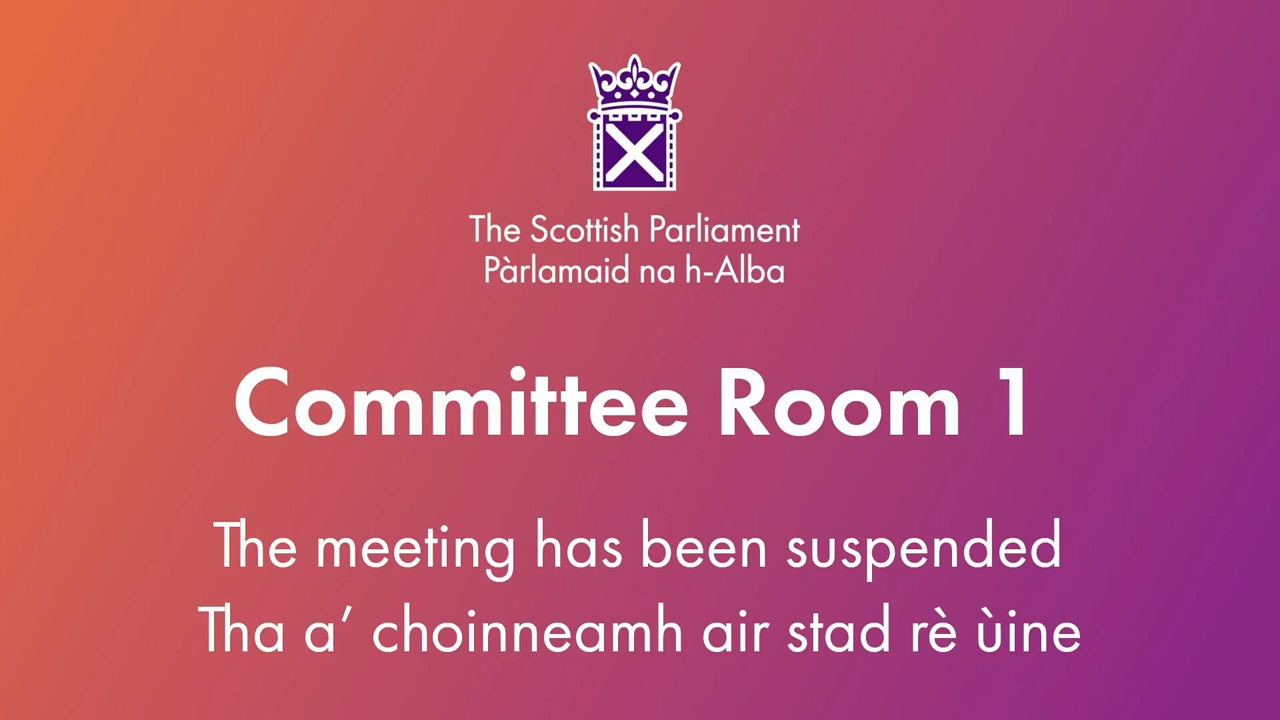 The Scottish Parliament
Pàrlamaid na h-Alba
Committee Room 1
The meeting has been suspended
Tha a’ choinneamh air stad rè ùine